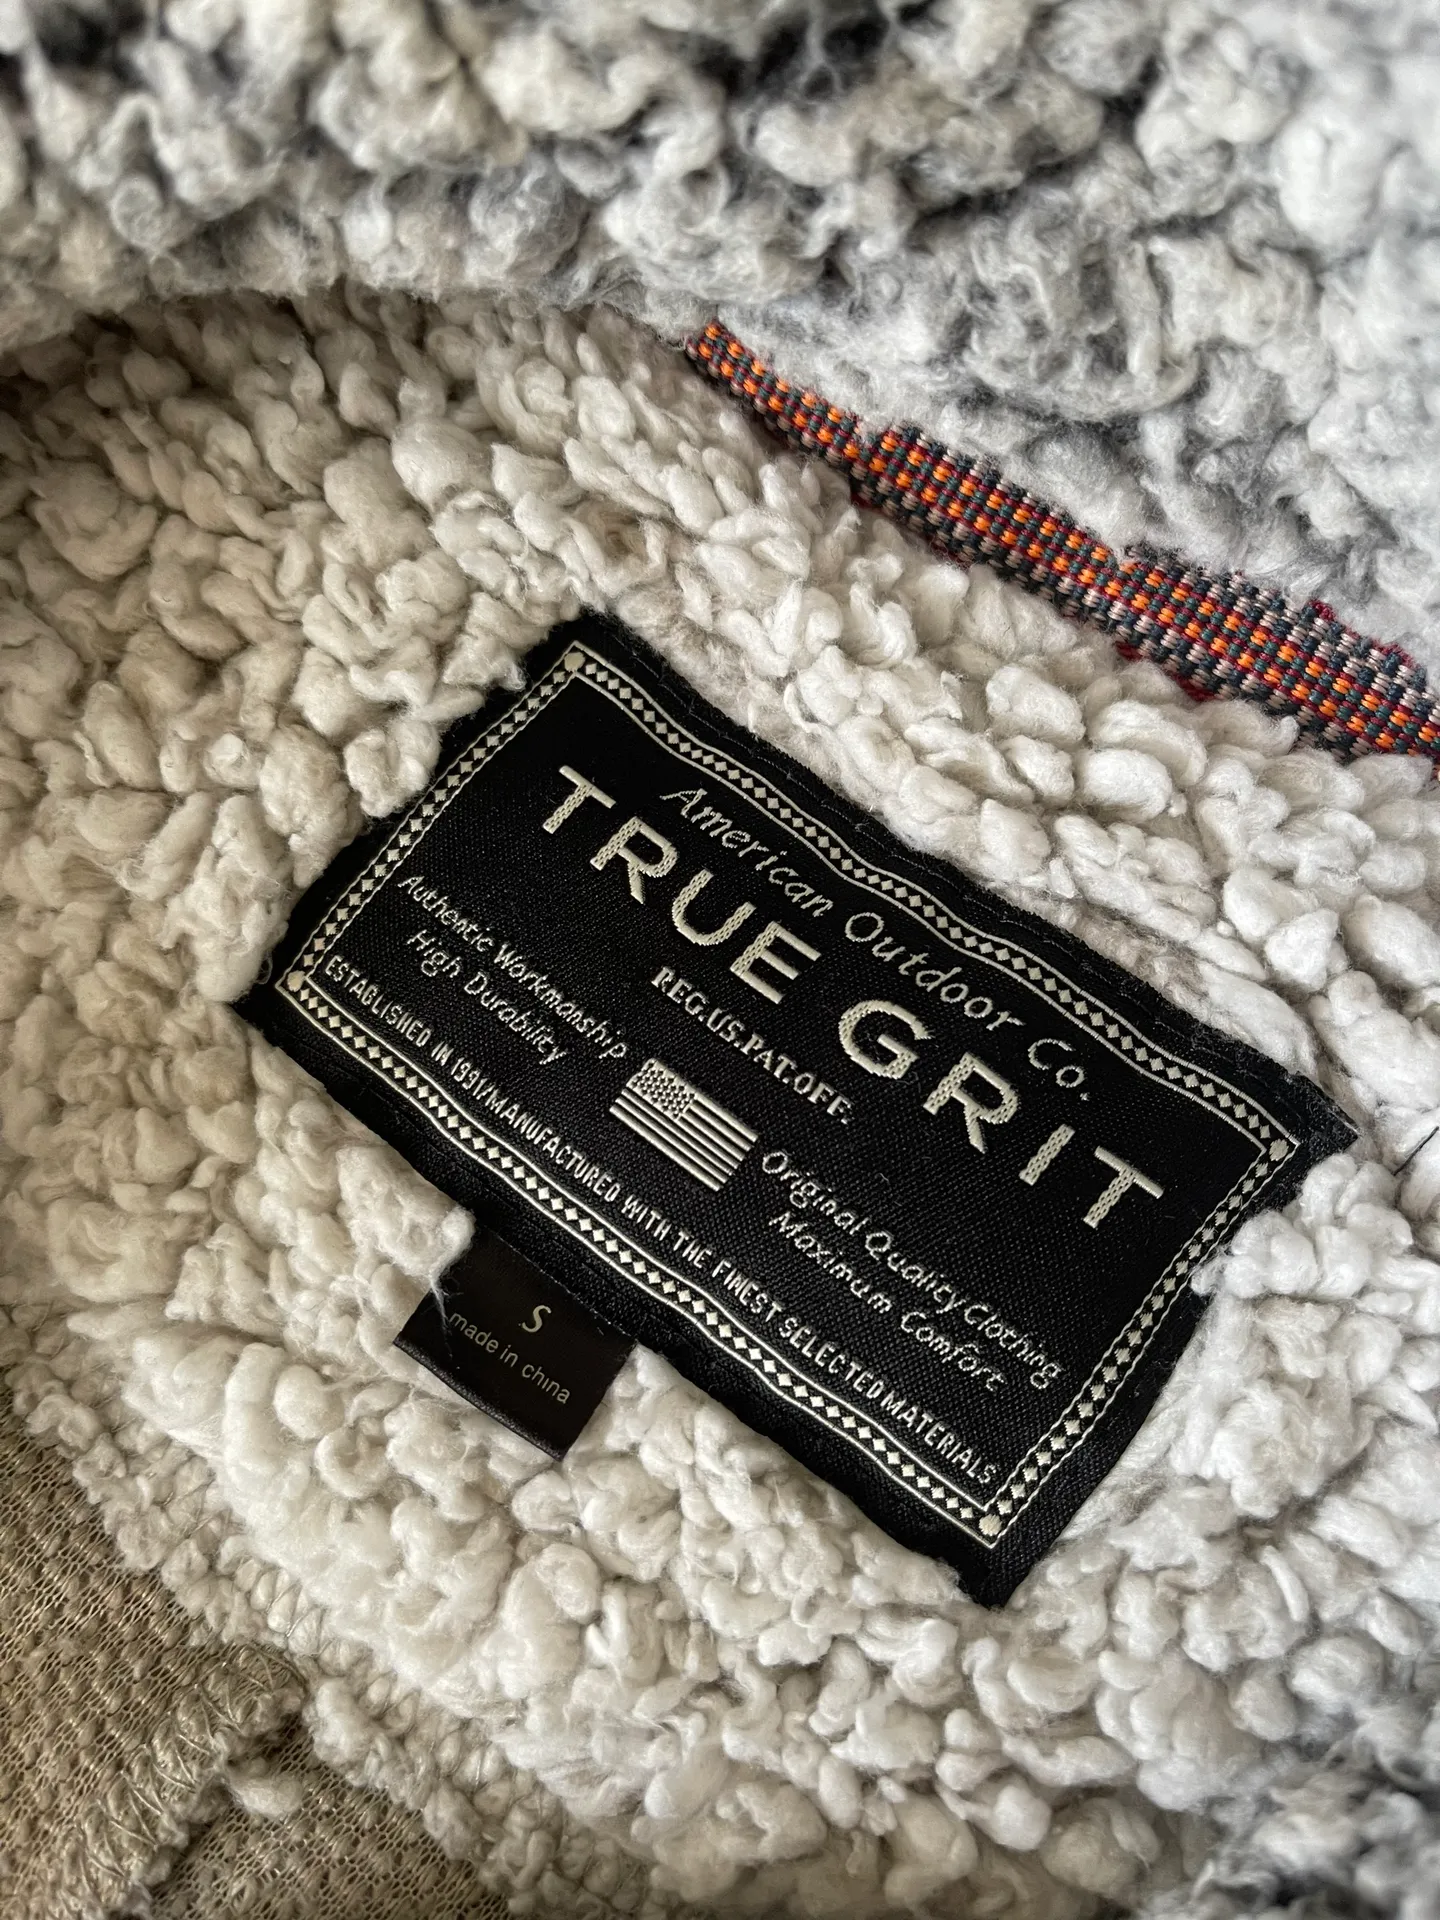 American Outdoor Co.
TRUE GRIT
REG.U.S.PAT.OFF.
Authentic Workmanship
High Durability
Original Quality Clothing
Maximum Comfort
ESTABLISHED IN 1991/MANUFACTURED WITH THE FINEST SELECTED MATERIALS
S
made in china